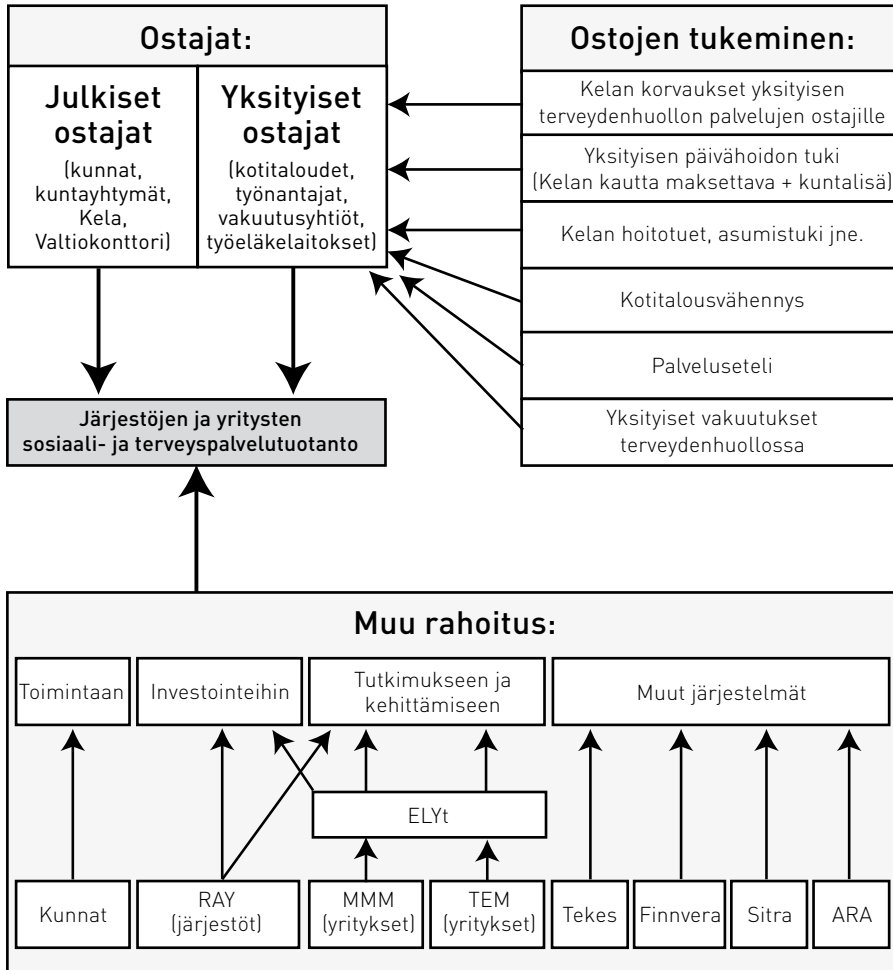 Ostajat:
Julkiset
ostajat
(kunnat,
kuntayhtymät,
Kela,
Valtiokonttori)
Yksityiset
ostajat
(kotitaloudet,
työnantajat,
vakuutusyhtiöt,
työeläkelaitokset)
Ostojen tukeminen:
Kelan korvaukset yksityisen
terveydenhuollon palvelujen ostajille
Yksityisen päivähoidon tuki
(Kelan kautta maksettava + kuntalisä)
Kelan hoitotuet, asumistuki jne.
Kotitalousvähennys
Palveluseteli
Yksityiset vakuutukset
terveydenhuollossa
Järjestöjen ja yritysten
sosiaali- ja terveyspalvelutuotanto
Muu rahoitus:
Toimintaan
Investointeihin
Tutkimukseen ja
kehittämiseen
Muut järjestelmät
ELYt
Kunnat
RAY
(järjestöt)
MMM
(yritykset)
TEM
(yritykset)
Tekes
Finnvera
Sitra
ARA